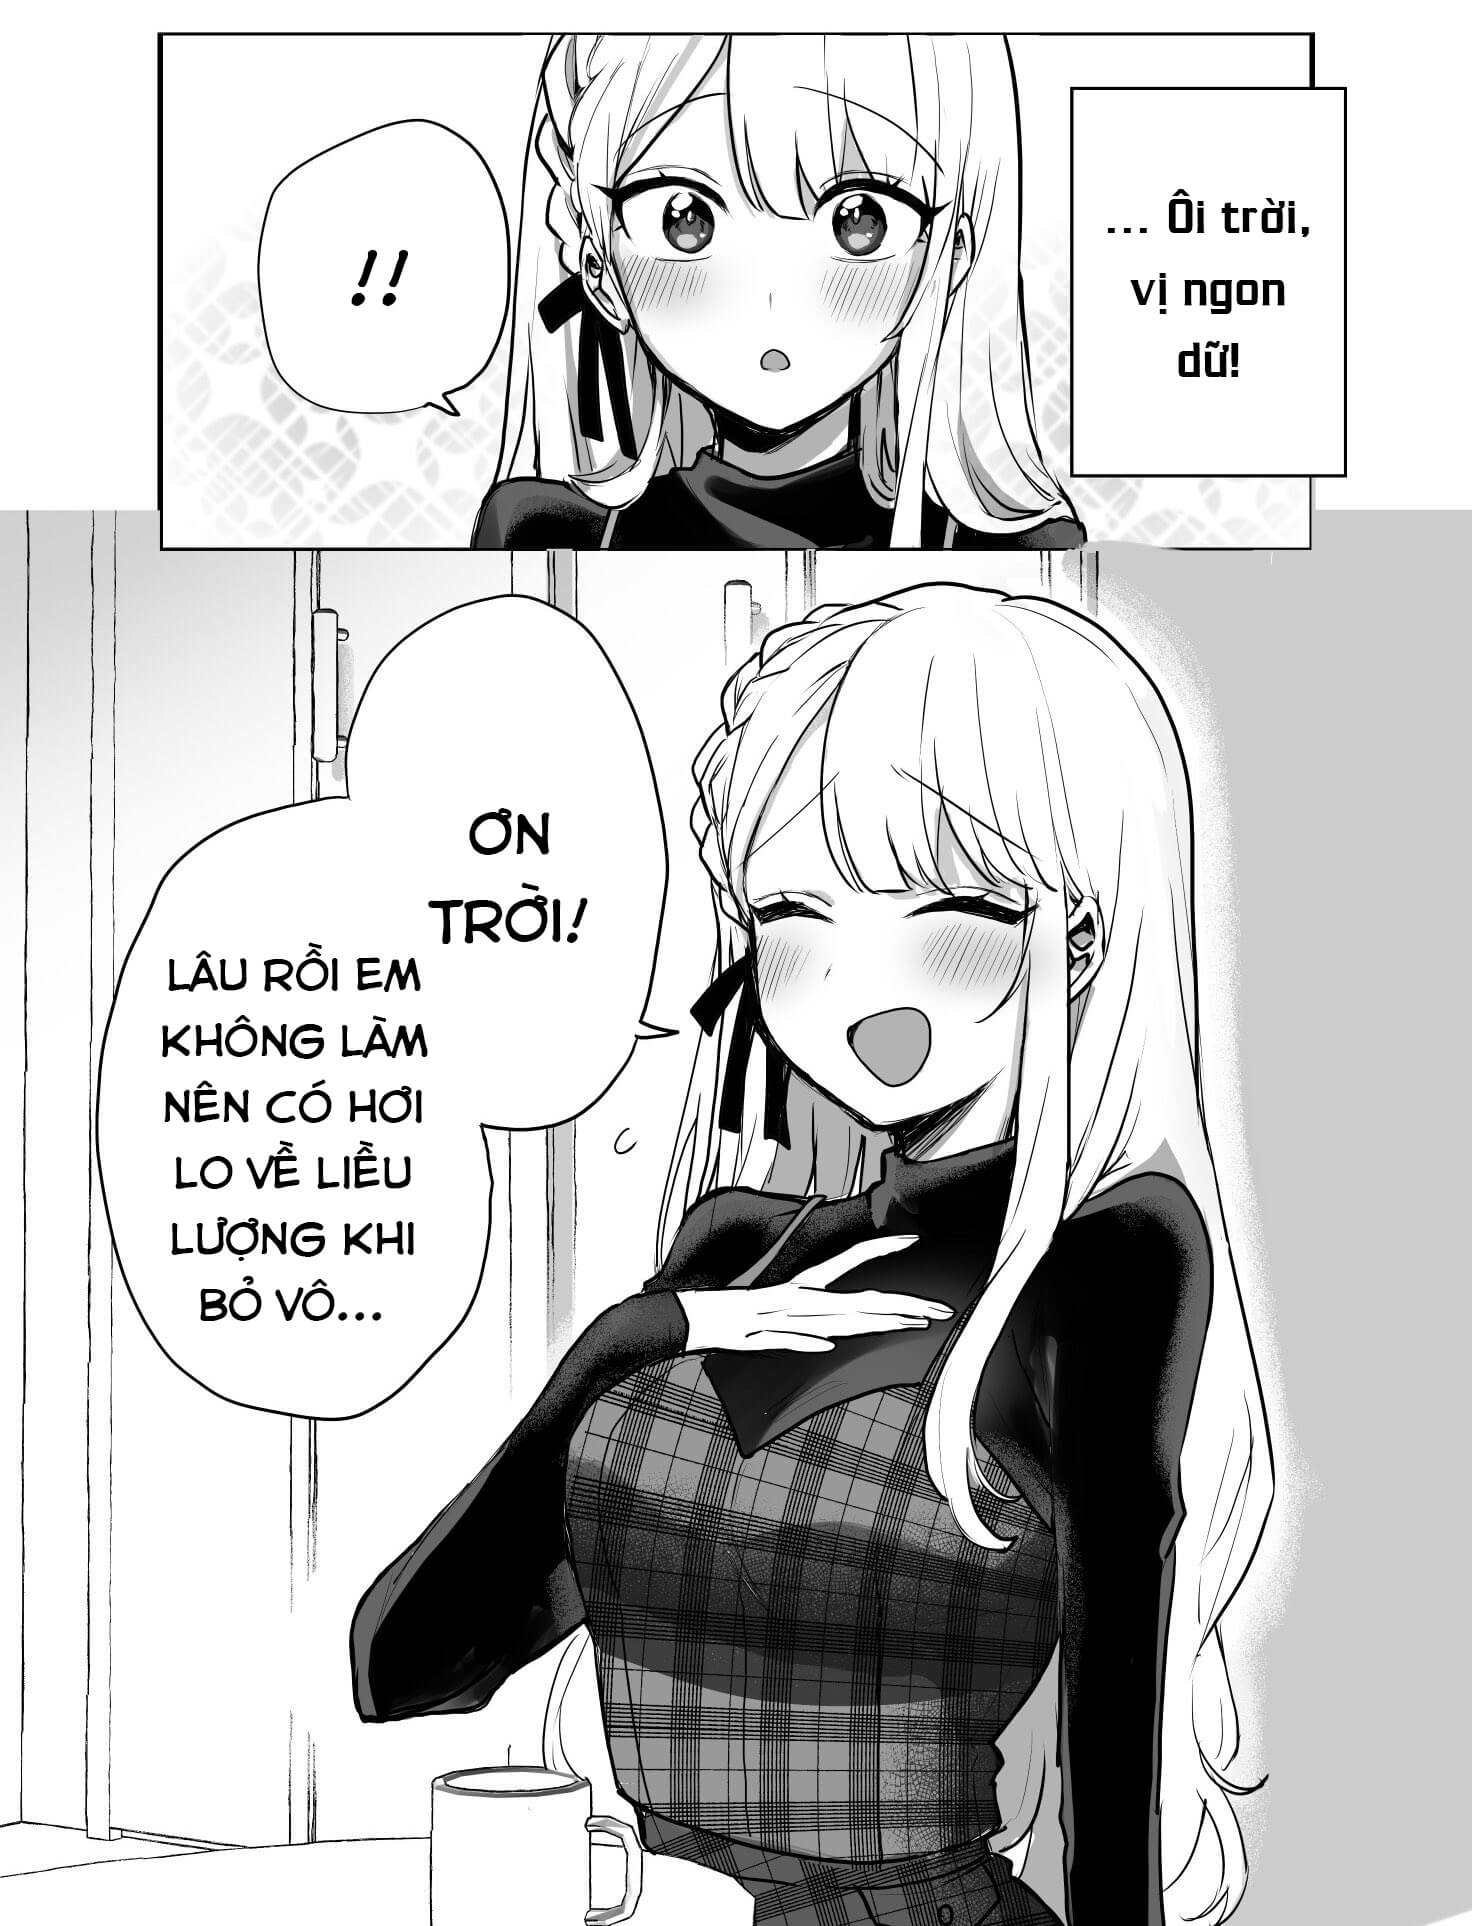 ... Ôi trời,
vị ngon
dữ!
!!
ƠN
TRỜI!
LÂU RỒI EM
KHÔNG LÀM
NÊN CÓ HƠI
LO VỀ LIỀU
LƯỢNG KHI
BỎ VÔ...